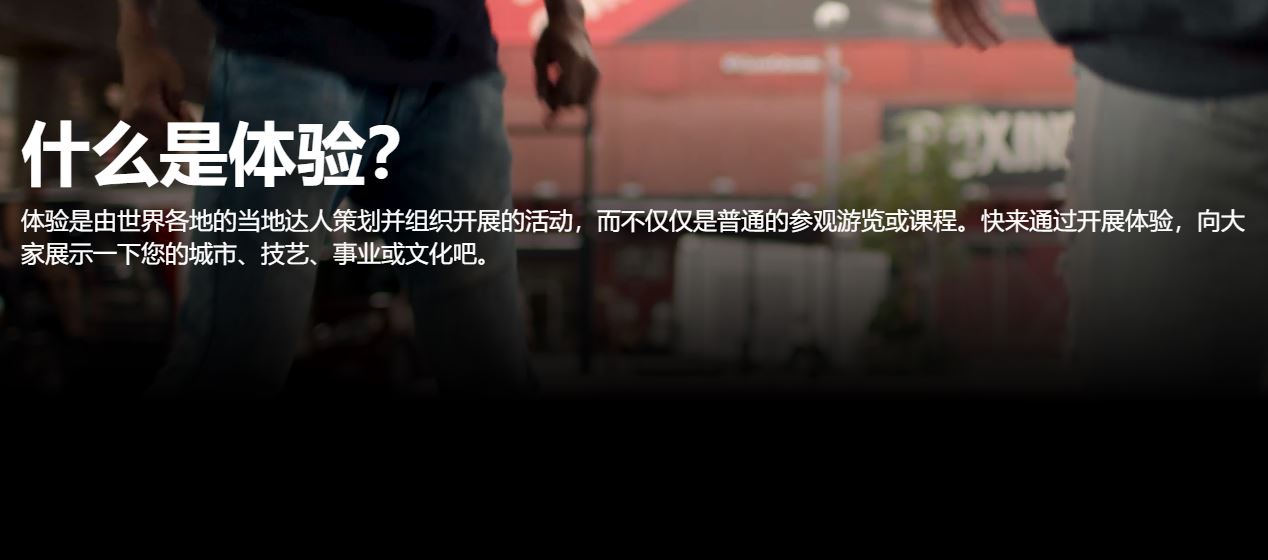 什么是体验?
体验是由世界各地的当地达人策划并组织开展的活动，而不仅仅是普通的参观游览或课程。快来通过开展体验，向大
家展示一下您的城市、技艺、事业或文化吧。